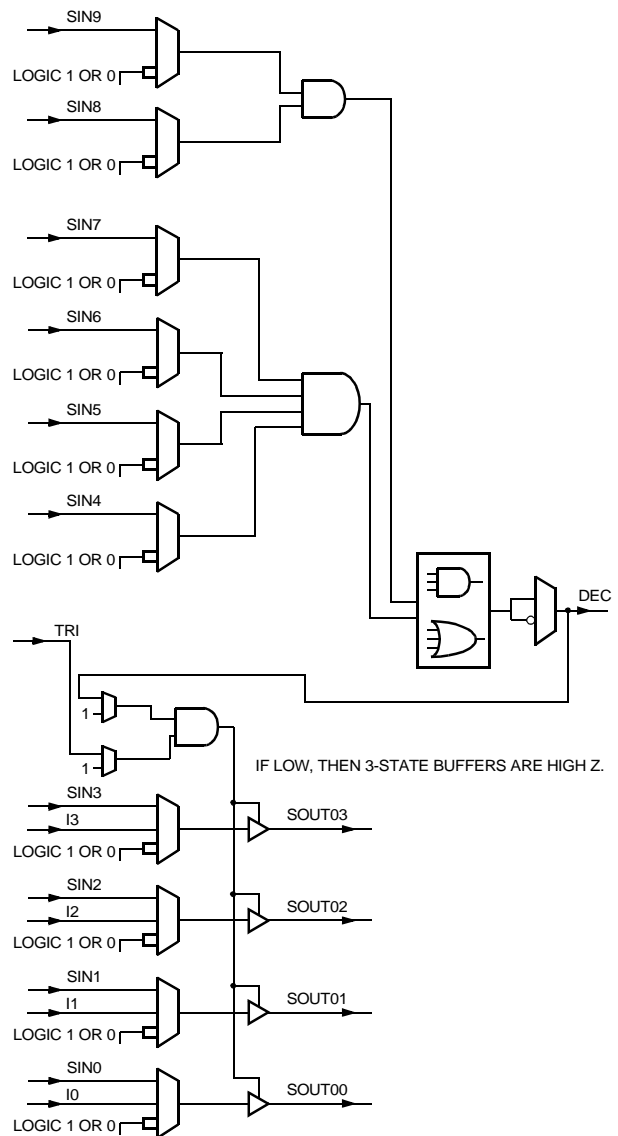 SIN9
LOGIC 1 OR 0
SIN8
LOGIC 1 OR 0
SIN7
LOGIC 1 OR 0
SIN6
LOGIC 1 OR 0
SIN5
LOGIC 1 OR 0
SIN4
LOGIC 1 OR 0
DEC
TRI
1
1
IF LOW, THEN 3-STATE BUFFERS ARE HIGH Z.
SIN3
I3
LOGIC 1 OR 0
SOUT03
SIN2
I2
LOGIC 1 OR 0
SOUT02
SIN1
I1
LOGIC 1 OR 0
SOUT01
SIN0
I0
LOGIC 1 OR 0
SOUT00